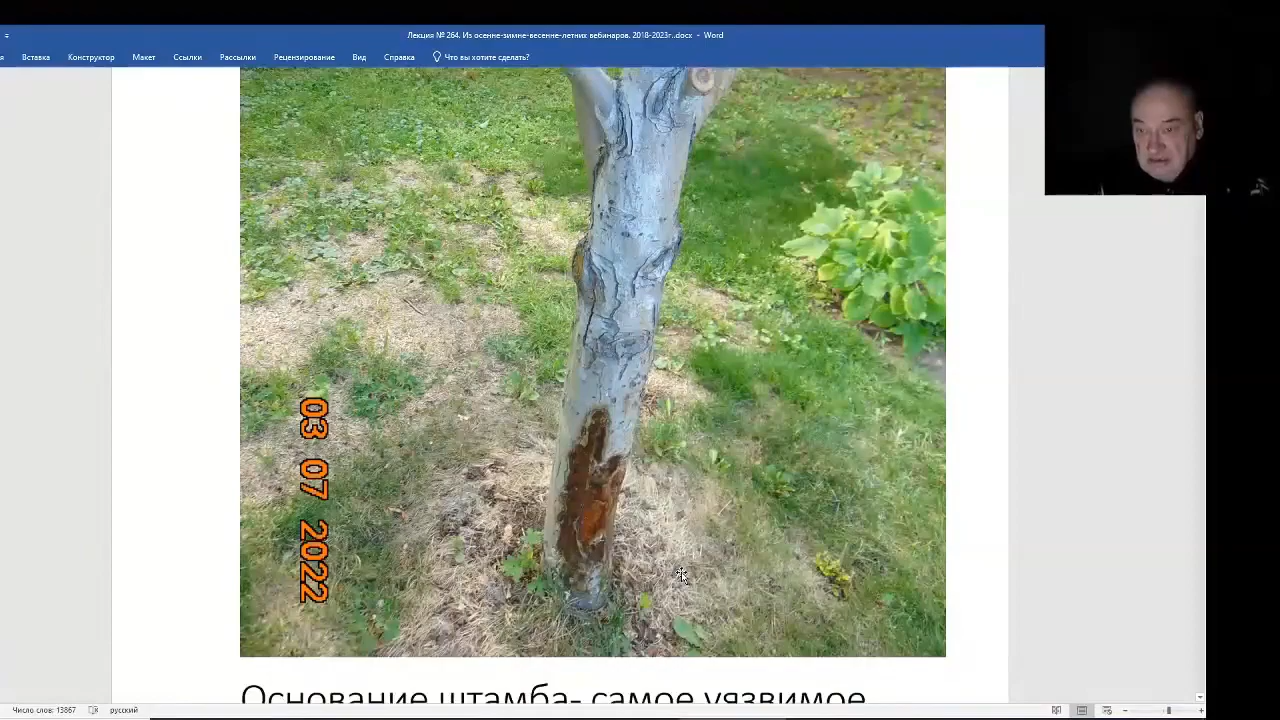 Лекция № 264. Из осенне-зимне-весенне-летних вебинаров. 2018-2023г..docx - Word
я Вставка Конструктор Макет Ссылки Рассылки Рецензирование Вид Справка Что вы хотите сделать?
03 07 2022
Основание штамба- самое уязвимое
Число слов: 13867 русский